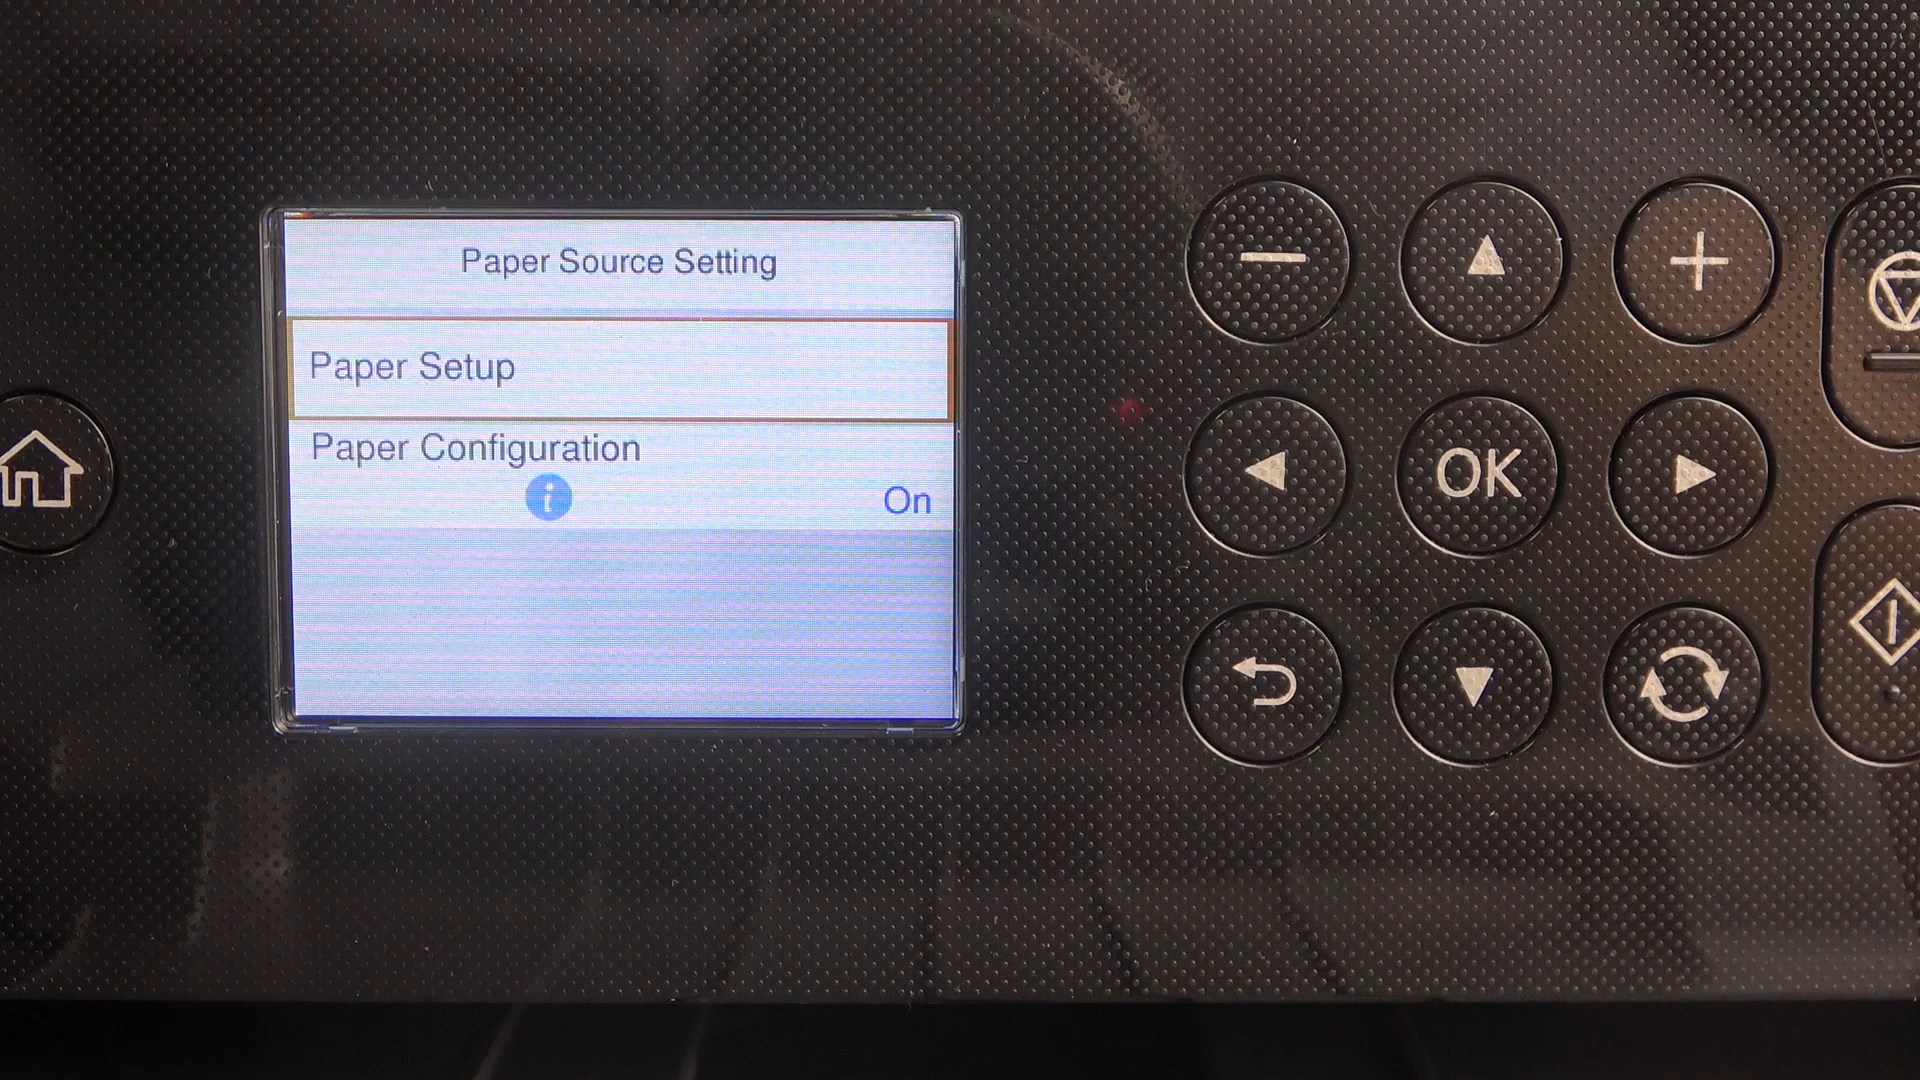 Paper Source Setting
Paper Setup
Paper Configuration
i
On
OK